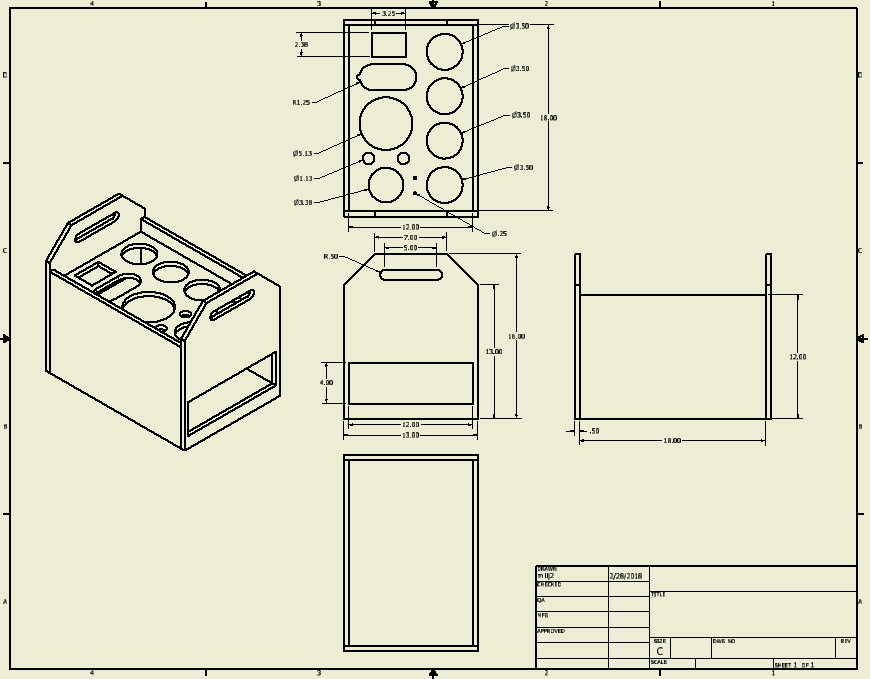 4 3 2 1
3.25
Ø3.50
2.38
D D
Ø3.50
R1.25
Ø3.50
18.00
Ø5.13
Ø3.50
Ø1.13
Ø3.38
12.00
Ø.25
7.00
5.00
C C
R.50
16.00
13.00
12.00
4.00
12.00
B B
.50
13.00
18.00
DRAWN
2/28/2018
CHECKED
QA
TITLE
A A
MFG
APPROVED
SIZE
DWG NO
REV
C
SCALE
SHEET 1 OF 1
4 3 2 1